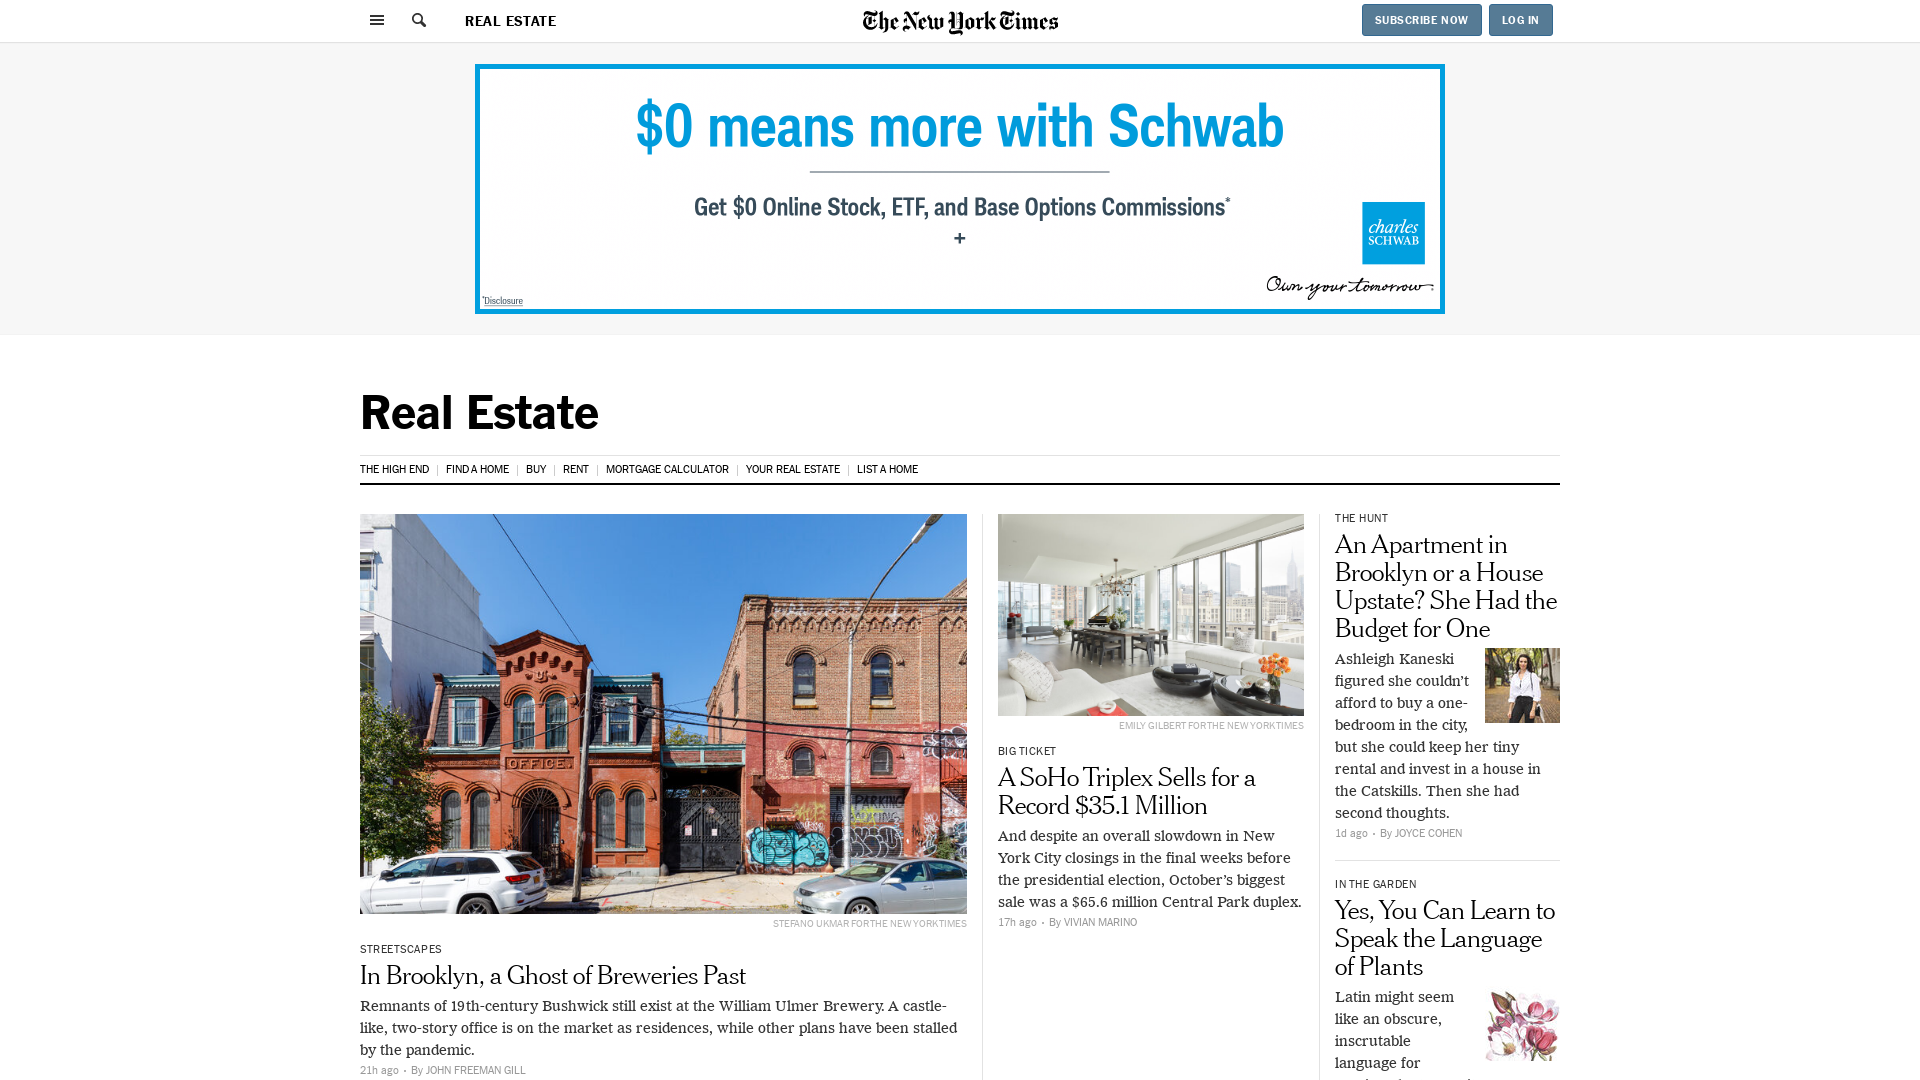 REAL ESTATE
The New York Times
SUBSCRIBE NOW
LOG IN
$0 means more with Schwab
Get $0 Online Stock, ETF, and Base Options Commissions*
+
charles
SCHWAB
Own your tomorrow
*Disclosure
Real Estate
THE HIGH END
FIND A HOME
BUY
RENT
MORTGAGE CALCULATOR
YOUR REAL ESTATE
LIST A HOME
OFFICE.
NO PARKING
STEFANO UKMAR FOR THE NEW YORK TIMES
STREETSCAPES
In Brooklyn, a Ghost of Breweries Past
Remnants of 19th-century Bushwick still exist at the William Ulmer Brewery. A castle-
like, two-story office is on the market as residences, while other plans have been stalled
by the pandemic.
21h ago • By JOHN FREEMAN GILL
EMILY GILBERT FOR THE NEW YORK TIMES
BIG TICKET
A SoHo Triplex Sells for a
Record $35.1 Million
And despite an overall slowdown in New
York City closings in the final weeks before
the presidential election, October’s biggest
sale was a $65.6 million Central Park duplex.
17h ago • By VIVIAN MARINO
THE HUNT
An Apartment in
Brooklyn or a House
Upstate? She Had the
Budget for One
Ashleigh Kaneski
figured she couldn’t
afford to buy a one-
bedroom in the city,
but she could keep her tiny
rental and invest in a house in
the Catskills. Then she had
second thoughts.
1d ago • By JOYCE COHEN
IN THE GARDEN
Yes, You Can Learn to
Speak the Language
of Plants
Latin might seem
like an obscure,
inscrutable
language for